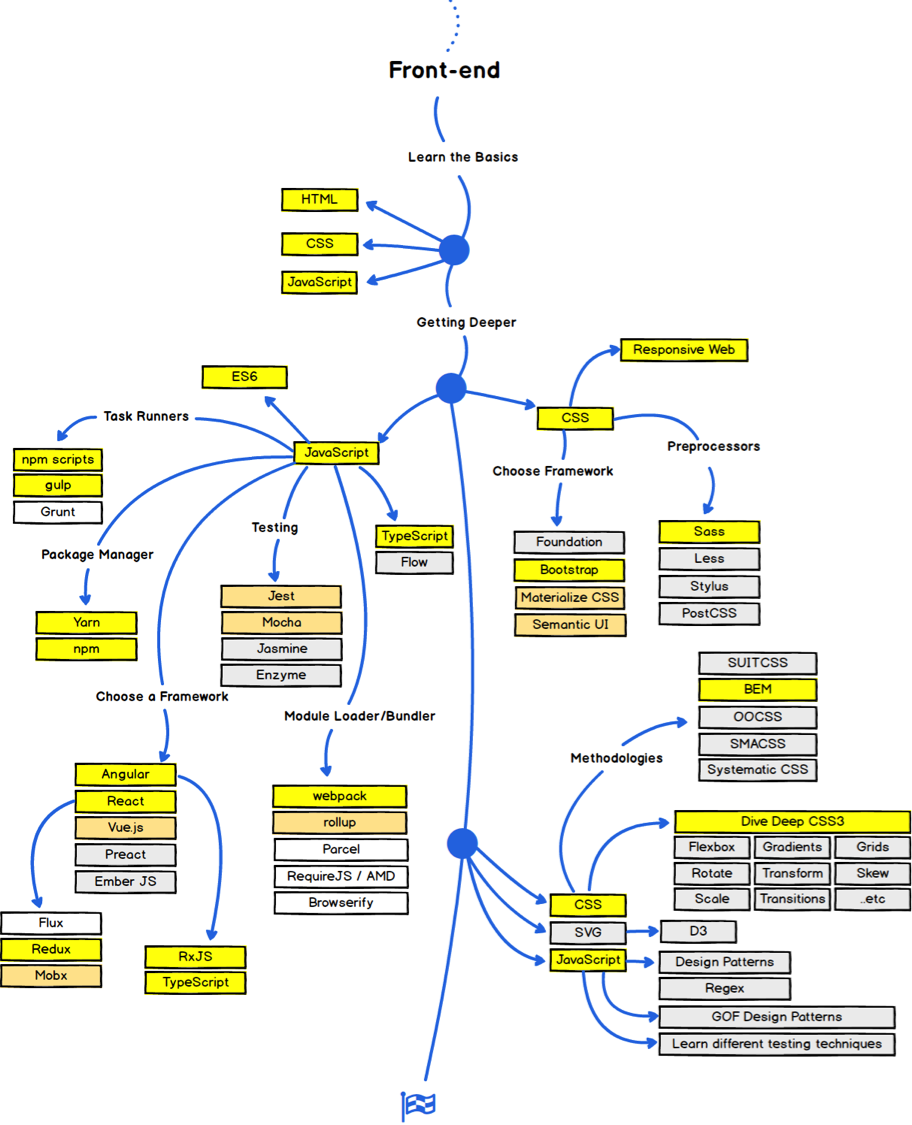 Front-end
Learn the Basics
HTML
CSS
JavaScript
Getting Deeper
Responsive Web
ES6
Task Runners
CSS
JavaScript
Preprocessors
npm scripts
gulp
Grunt
Choose Framework
Testing
TypeScript
Flow
Sass
Less
Stylus
PostCSS
Foundation
Bootstrap
Materialize CSS
Semantic UI
Package Manager
Yarn
npm
Jest
Mocha
Jasmine
Enzyme
Choose a Framework
Module Loader/Bundler
SUITCSS
BEM
OOCSS
SMACSS
Systematic CSS
Methodologies
Angular
React
Vue.js
Preact
Ember JS
webpack
rollup
Parcel
RequireJS / AMD
Browserify
Dive Deep CSS3
Flexbox Gradients Grids
Rotate Transform Skew
Scale Transitions ..etc
Flux
Redux
Mobx
RxJS
TypeScript
CSS
SVG
JavaScript
D3
Design Patterns
Regex
GOF Design Patterns
Learn different testing techniques